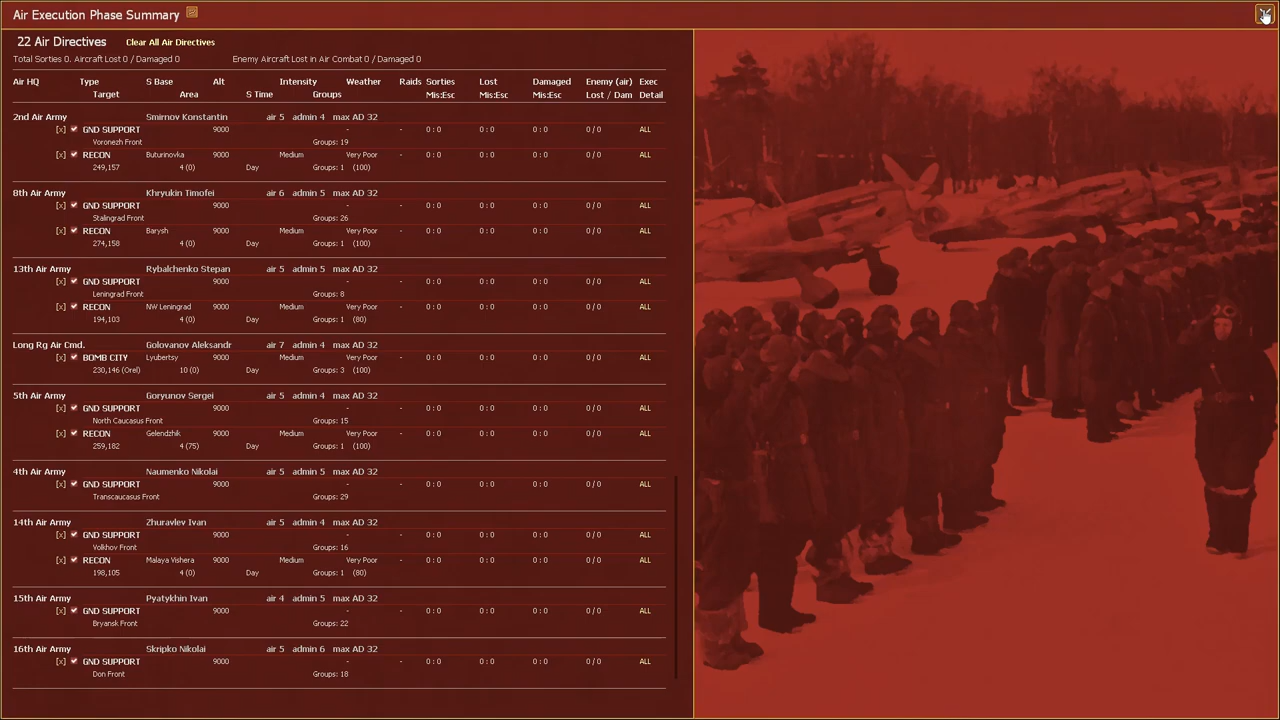 Air Execution Phase Summary
22 Air Directives Clear All Air Directives
Total Sorties 0. Aircraft Lost 0 / Damaged 0 Enemy Aircraft Lost in Air Combat 0 / Damaged 0
Air HQ Type S Base Alt Intensity Weather Raids Sorties Lost Damaged Enemy (air) Exec
Target Area S Time Groups Mis:Esc Mis:Esc Mis:Esc Lost / Dam Detail
2nd Air Army Smirnov Konstantin air 5 admin 4 max AD 32
[x] GND SUPPORT 9000 - - 0 : 0 0 : 0 0 : 0 0 / 0 ALL
Voronezh Front Groups: 19
[x] RECON Buturinovka 9000 Medium Very Poor - 0 : 0 0 : 0 0 : 0 0 / 0 ALL
249,157 4 (0) Day Groups: 1 (100)
8th Air Army Khryukin Timofei air 6 admin 5 max AD 32
[x] GND SUPPORT 9000 - - 0 : 0 0 : 0 0 : 0 0 / 0 ALL
Stalingrad Front Groups: 26
[x] RECON Barysh 9000 Medium Very Poor - 0 : 0 0 : 0 0 : 0 0 / 0 ALL
274,158 4 (0) Day Groups: 1 (100)
13th Air Army Rybalchenko Stepan air 5 admin 5 max AD 32
[x] GND SUPPORT 9000 - - 0 : 0 0 : 0 0 : 0 0 / 0 ALL
Leningrad Front Groups: 8
[x] RECON NW Leningrad 9000 Medium Very Poor - 0 : 0 0 : 0 0 : 0 0 / 0 ALL
194,103 4 (0) Day Groups: 1 (80)
Long Rg Air Cmd. Golovanov Aleksandr air 7 admin 4 max AD 32
[x] BOMB CITY Lyubertsy 9000 Medium Very Poor - 0 : 0 0 : 0 0 : 0 0 / 0 ALL
230,146 (Orel) 10 (0) Day Groups: 3 (100)
5th Air Army Goryunov Sergei air 5 admin 4 max AD 32
[x] GND SUPPORT 9000 - - 0 : 0 0 : 0 0 : 0 0 / 0 ALL
North Caucasus Front Groups: 15
[x] RECON Gelendzhik 9000 Medium Very Poor - 0 : 0 0 : 0 0 : 0 0 / 0 ALL
259,182 4 (75) Day Groups: 1 (100)
4th Air Army Naumenko Nikolai air 5 admin 5 max AD 32
[x] GND SUPPORT 9000 - - 0 : 0 0 : 0 0 : 0 0 / 0 ALL
Transcaucasus Front Groups: 29
14th Air Army Zhuravlev Ivan air 5 admin 4 max AD 32
[x] GND SUPPORT 9000 - - 0 : 0 0 : 0 0 : 0 0 / 0 ALL
Volkhov Front Groups: 16
[x] RECON Malaya Vishera 9000 Medium Very Poor - 0 : 0 0 : 0 0 : 0 0 / 0 ALL
198,105 4 (0) Day Groups: 1 (80)
15th Air Army Pyatykhin Ivan air 4 admin 5 max AD 32
[x] GND SUPPORT 9000 - - 0 : 0 0 : 0 0 : 0 0 / 0 ALL
Bryansk Front Groups: 22
16th Air Army Skripko Nikolai air 5 admin 6 max AD 32
[x] GND SUPPORT 9000 - - 0 : 0 0 : 0 0 : 0 0 / 0 ALL
Don Front Groups: 18